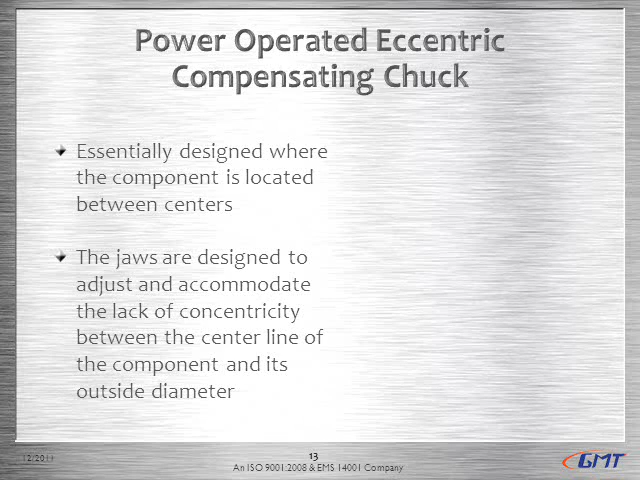 Power Operated Eccentric
Compensating Chuck
Essentially designed where
the component is located
between centers
The jaws are designed to
adjust and accommodate
the lack of concentricity
between the center line of
the component and its
outside diameter
12/2011
13
An ISO 9001:2008 & EMS 14001 Company
GMT